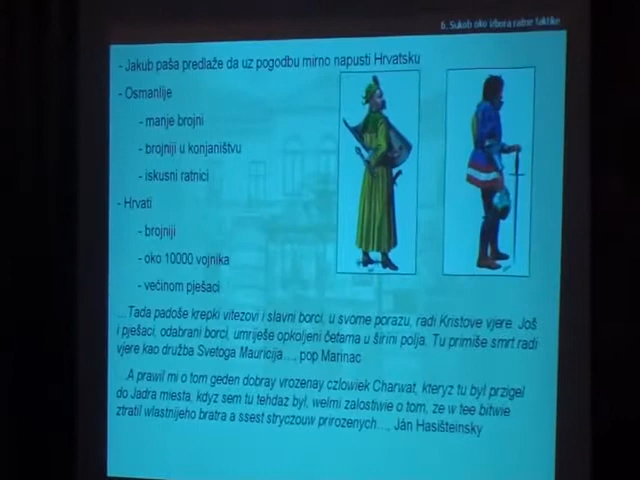 6. Sukob oko izbora ratne taktike
- Jakub paša predlaže da uz pogodbu mirno napusti Hrvatsku
- Osmanlije
- manje brojni
- brojniji u konjaništvu
- iskusni ratnici
- Hrvati
- brojniji
- oko 10000 vojnika
- većinom pješaci
...Tada padoše krepki vitezovi i slavni borci, u svome porazu, radi Kristove vjere. Još
i pješaci, odabrani borci, umriješe opkoljeni četama u širini polja. Tu primiše smrt radi
vjere kao družba Svetoga Mauricija..., pop Martinac
...A prawil mi o tom geden dobray vrozenay czlowiek Charwat, kteryz tu byl przigel
do Jadra miesta, kdyz sem tu tehdaz byl, welmi zalostiwie o tom, ze w tee bitwie
ztratil wlastnijeho bratra a ssest stryczouw prirozenych..., Ján Hasišteinsky